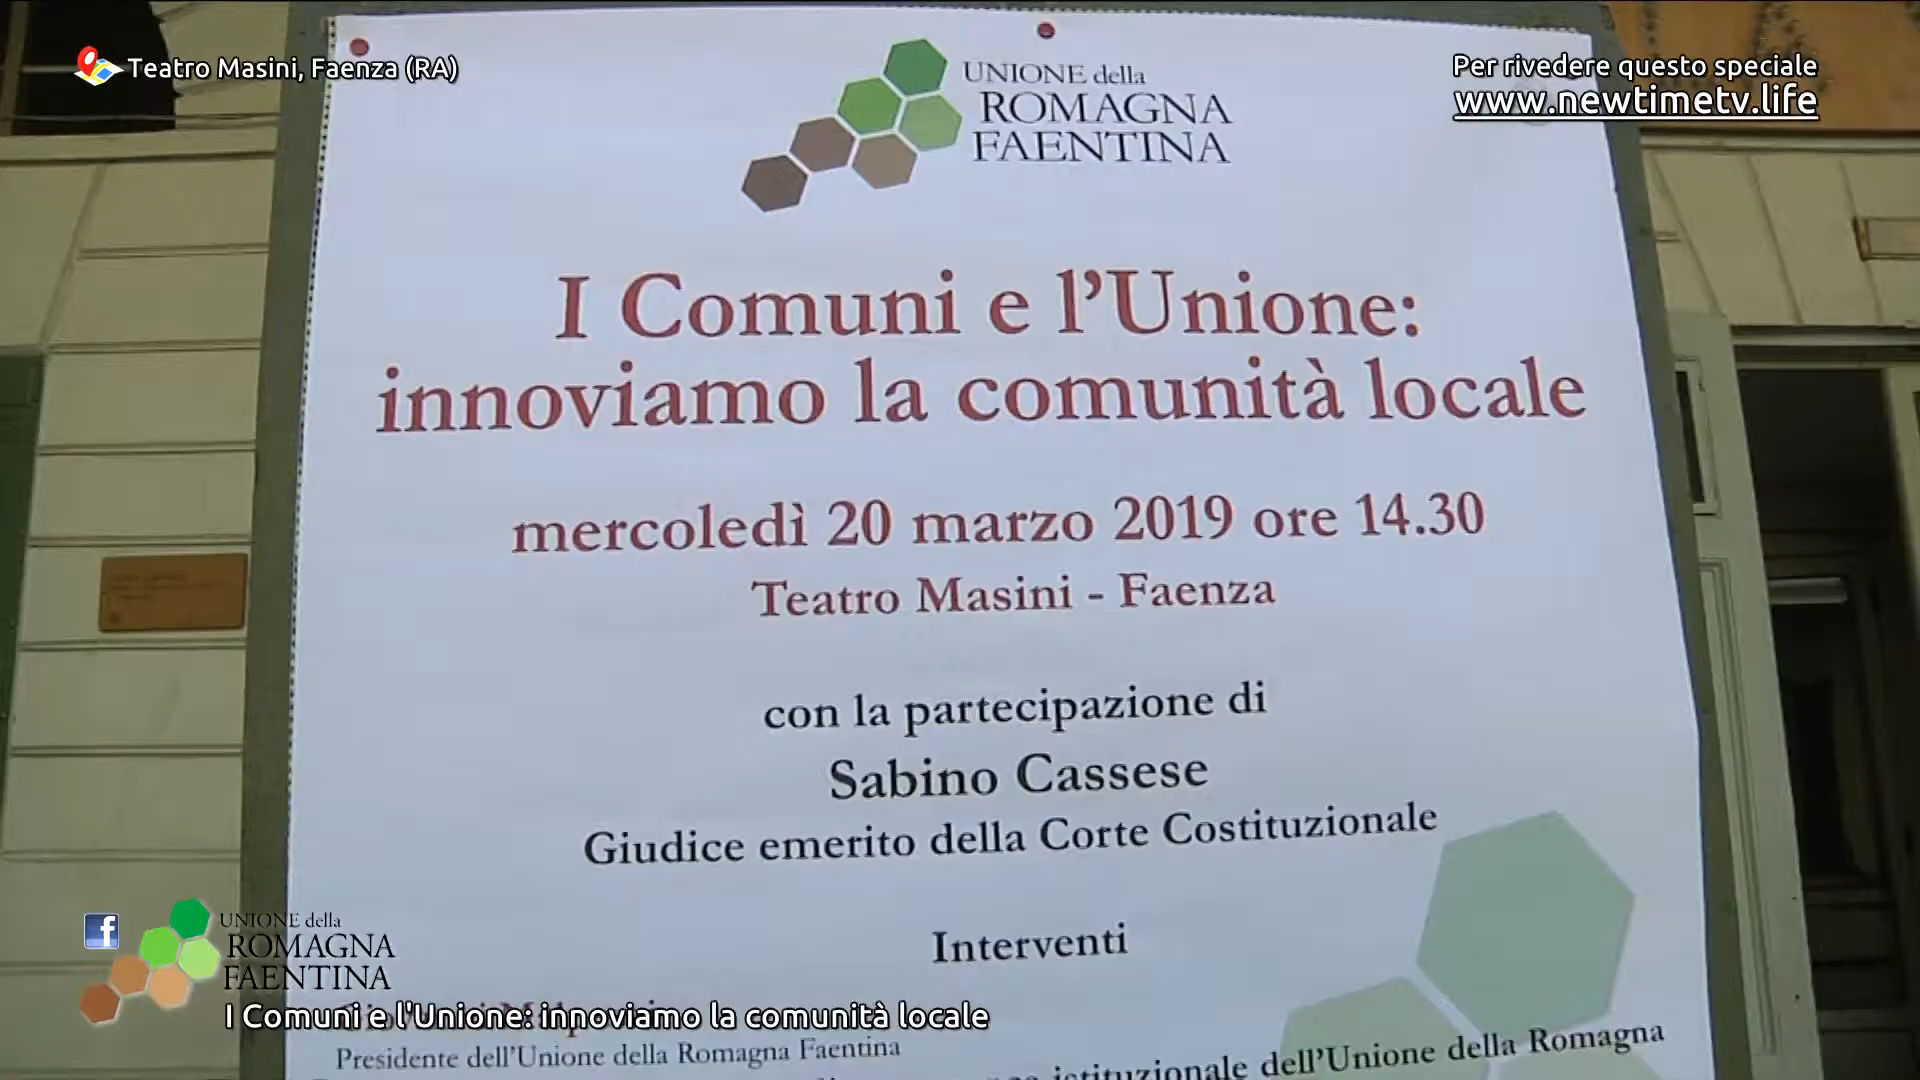 Teatro Masini, Faenza (RA)
Per rivedere questo speciale
www.newtimetv.life
UNIONE della
ROMAGNA
FAENTINA
I Comuni e l'Unione:
innoviamo la comunità locale
mercoledì 20 marzo 2019 ore 14.30
Teatro Masini - Faenza
con la partecipazione di
Sabino Cassese
Giudice emerito della Corte Costituzionale
Interventi
Presidente dell'Unione della Romagna Faentina
istituzionale dell'Unione della Romagna
f
UNIONE della
ROMAGNA
FAENTINA
I Comuni e l'Unione: innoviamo la comunità locale